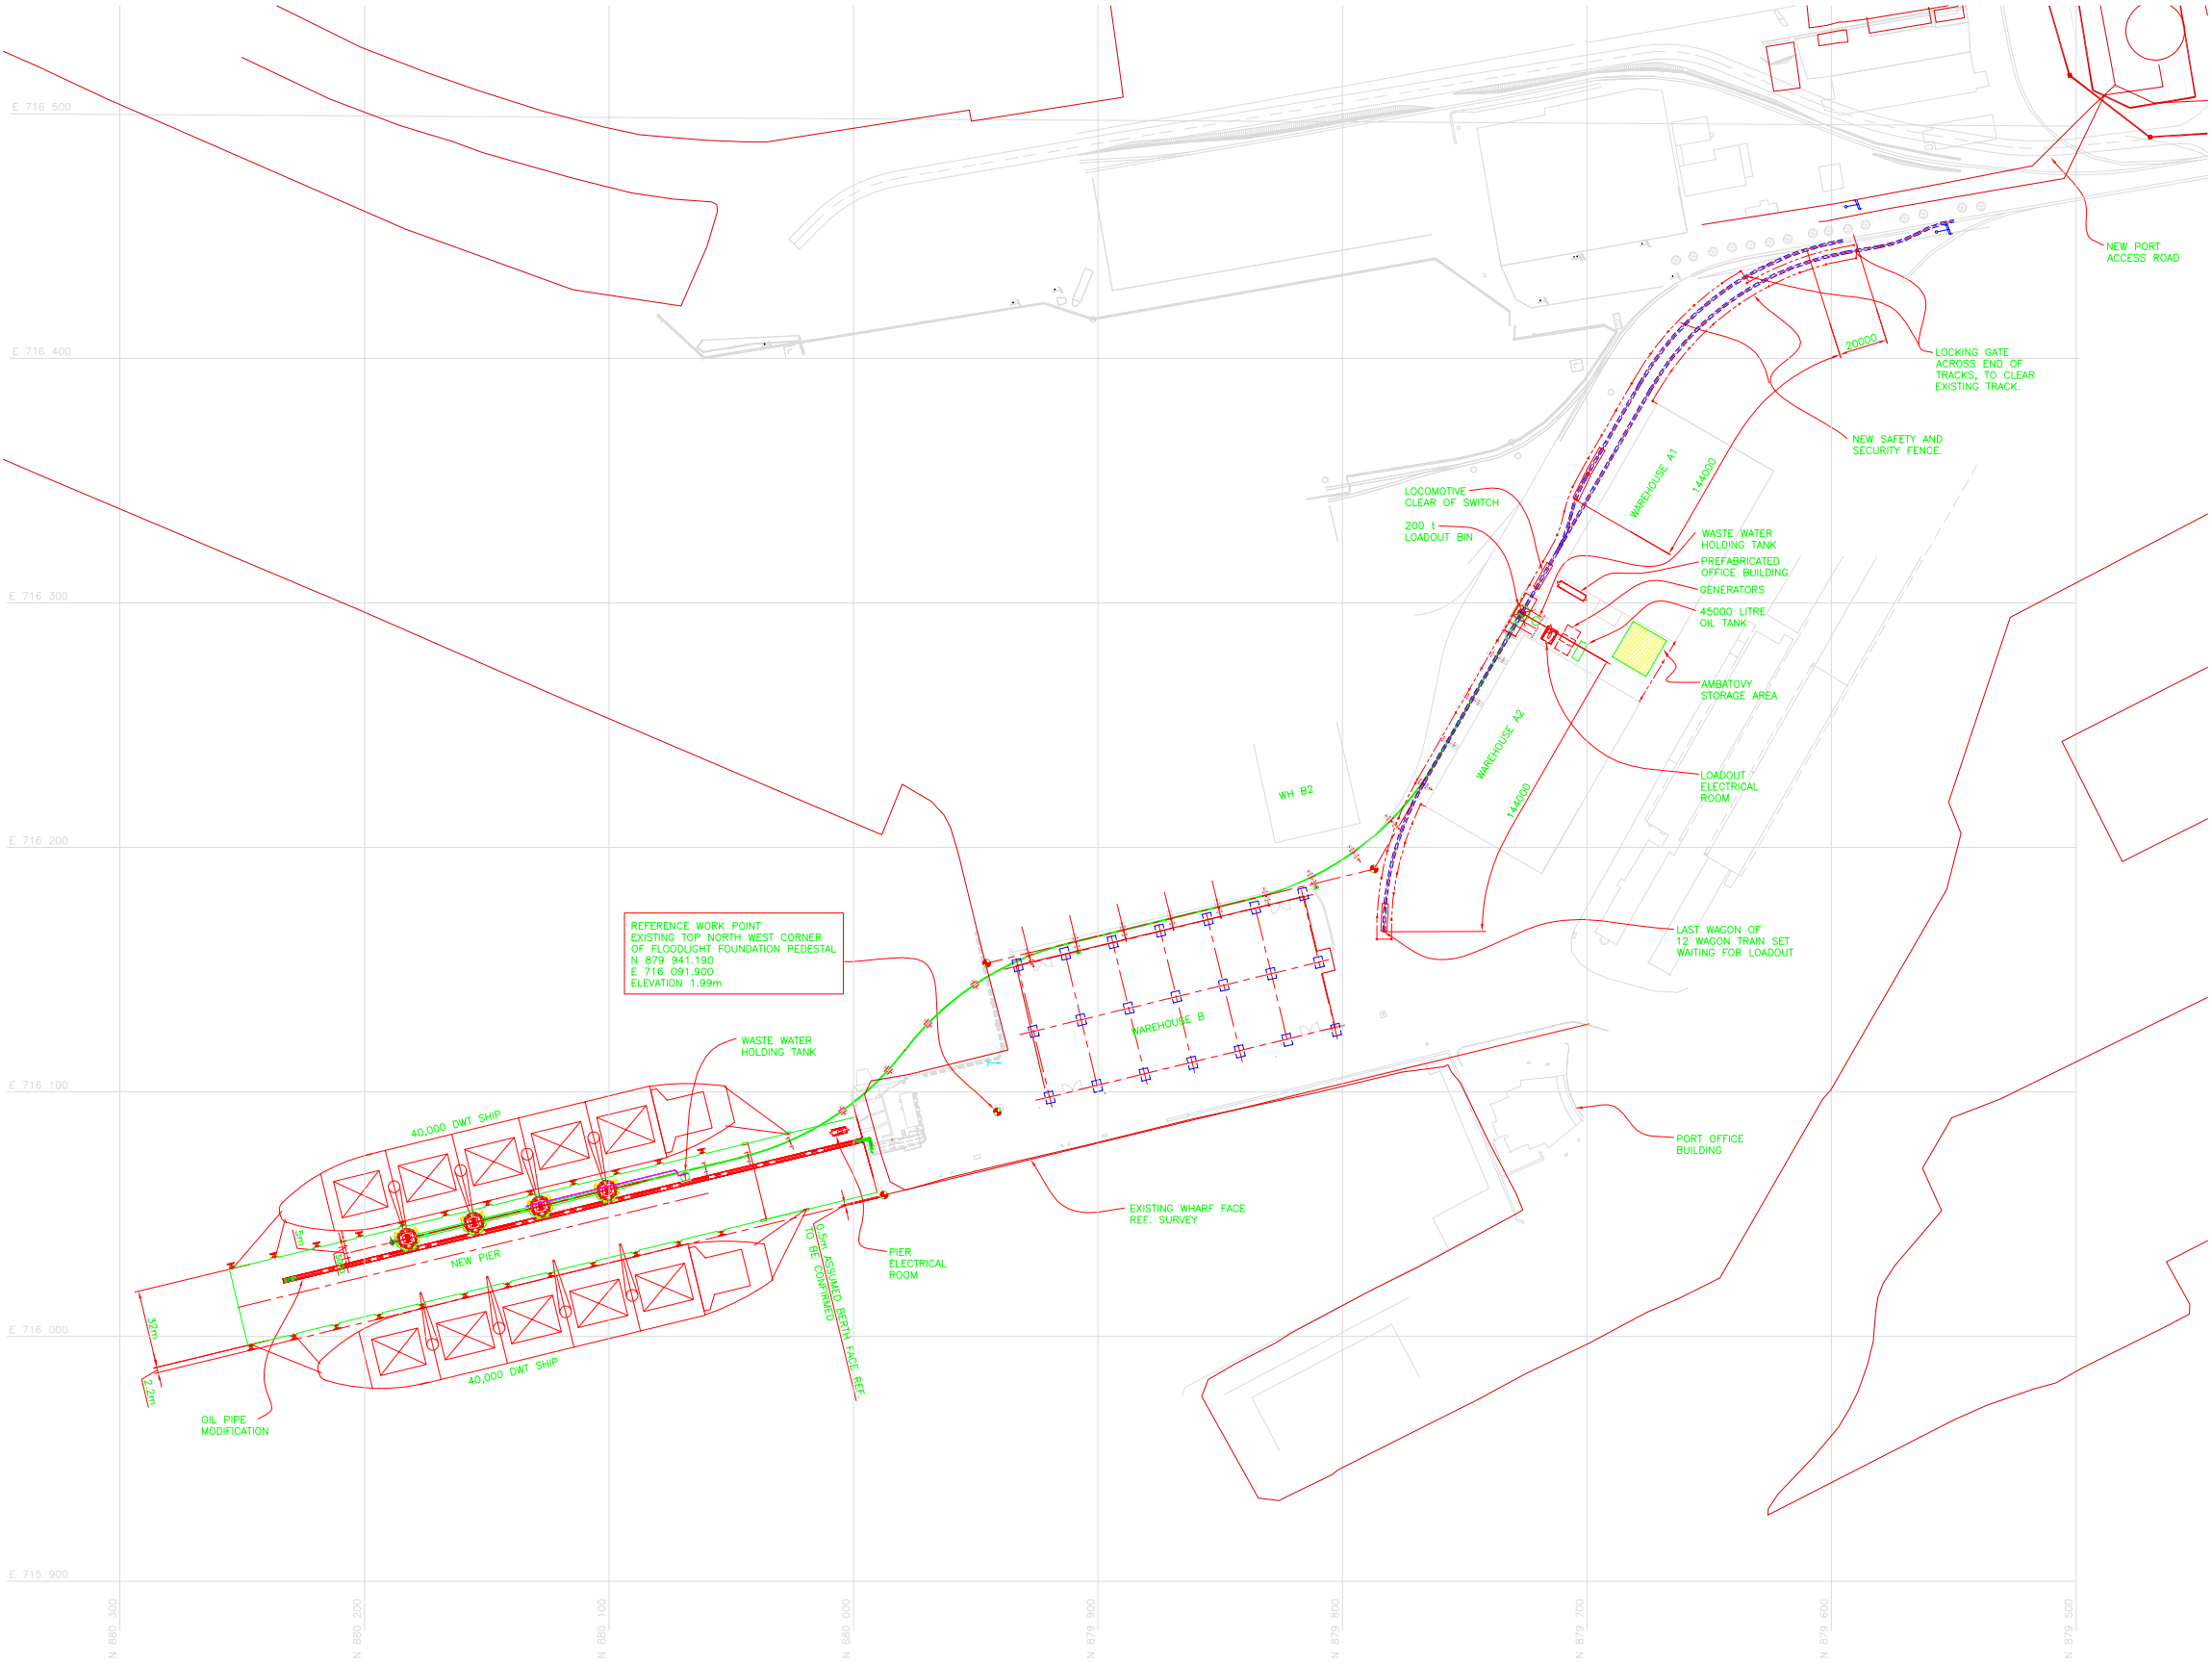 E 716 500
E 716 400
E 716 300
E 716 200
E 716 100
E 716 000
E 715 900
N 880 300
N 880 200
N 880 100
N 880 000
N 879 900
N 879 800
N 879 700
N 879 600
N 879 500
NEW PORT
ACCESS ROAD
20000
LOCKING GATE
ACROSS END OF
TRACKS, TO CLEAR
EXISTING TRACK.
NEW SAFETY AND
SECURITY FENCE.
WAREHOUSE A1
144000
LOCOMOTIVE
CLEAR OF SWITCH
200 t
LOADOUT BIN
WASTE WATER
HOLDING TANK
PREFABRICATED
OFFICE BUILDING
GENERATORS
45000 LITRE
OIL TANK
AMBATOVY
STORAGE AREA
WAREHOUSE A2
144000
LOADOUT
ELECTRICAL
ROOM
WH B2
REFERENCE WORK POINT
EXISTING TOP NORTH WEST CORNER
OF FLOODLIGHT FOUNDATION PEDESTAL
N 879 941.190
E 716 091.900
ELEVATION 1.99m
LAST WAGON OF
12 WAGON TRAIN SET
WAITING FOR LOADOUT
WAREHOUSE B
WASTE WATER
HOLDING TANK
40,000 DWT SHIP
PORT OFFICE
BUILDING
EXISTING WHARF FACE
REF. SURVEY
5m
NEW PIER
PIER
ELECTRICAL
ROOM
0.5m ASSUMED BERTH FACE REF.
TO BE CONFIRMED
32m
2.2m
40,000 DWT SHIP
OIL PIPE
MODIFICATION